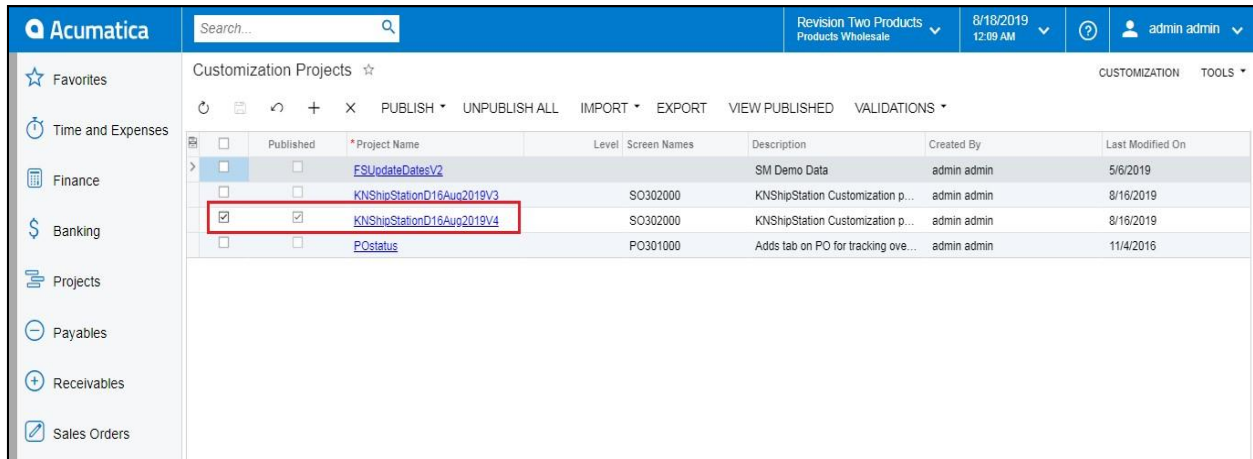 Acumatica
Search...
Revision Two Products
Products Wholesale
8/18/2019
12:09 AM
admin admin
Favorites
Time and Expenses
Finance
Banking
Projects
Payables
Receivables
Sales Orders
Customization Projects
CUSTOMIZATION TOOLS
PUBLISH UNPUBLISH ALL IMPORT EXPORT VIEW PUBLISHED VALIDATIONS
Published *Project Name Level Screen Names Description Created By Last Modified On
FSUpdateDatesV2 SM Demo Data admin admin 5/6/2019
KNShipStationD16Aug2019V3 SO302000 KNShipStation Customization p... admin admin 8/16/2019
KNShipStationD16Aug2019V4 SO302000 KNShipStation Customization p... admin admin 8/16/2019
POstatus PO301000 Adds tab on PO for tracking ove... admin admin 11/4/2016